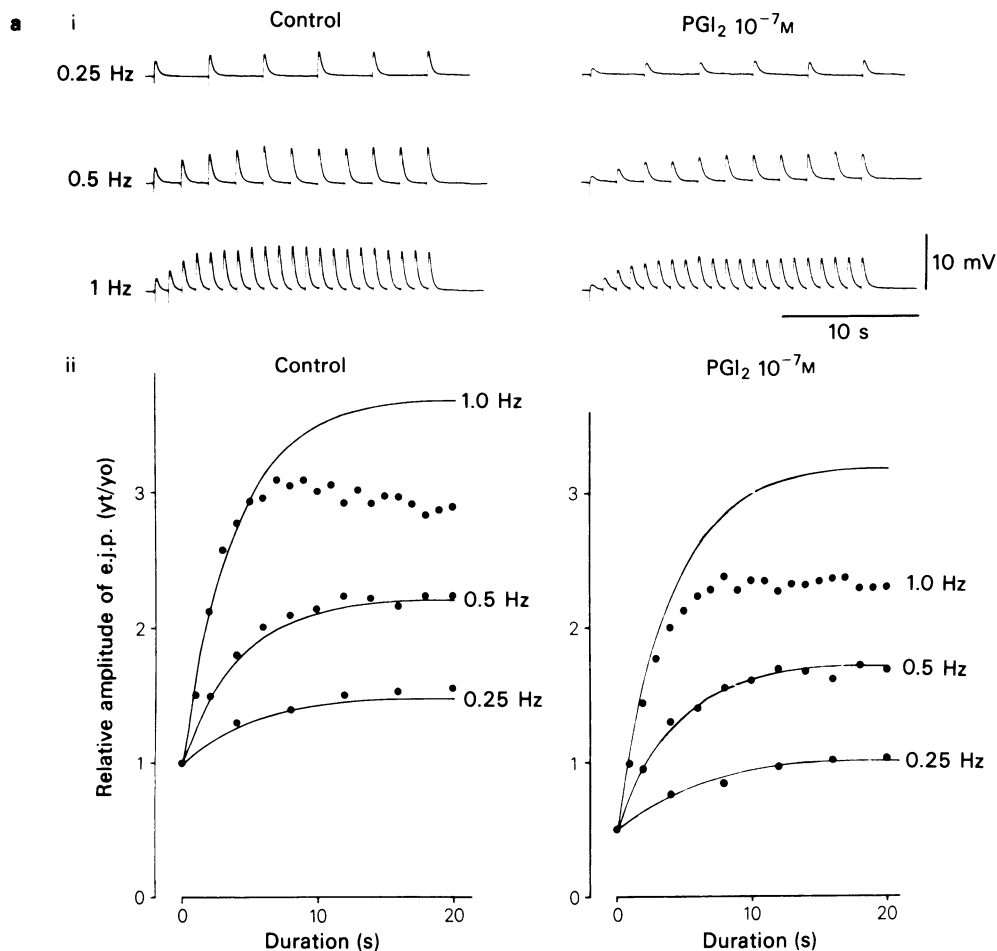 a i Control PGI₂ 10⁻⁷M
0.25 Hz
0.5 Hz
1 Hz
10 mV
10 s
ii Control PGI₂ 10⁻⁷M
Relative amplitude of e.j.p. (yt/yo)
3
2
1
0
1.0 Hz
0.5 Hz
0.25 Hz
0 10 20
Duration (s)
3
2
1
0
1.0 Hz
0.5 Hz
0.25 Hz
0 10 20
Duration (s)